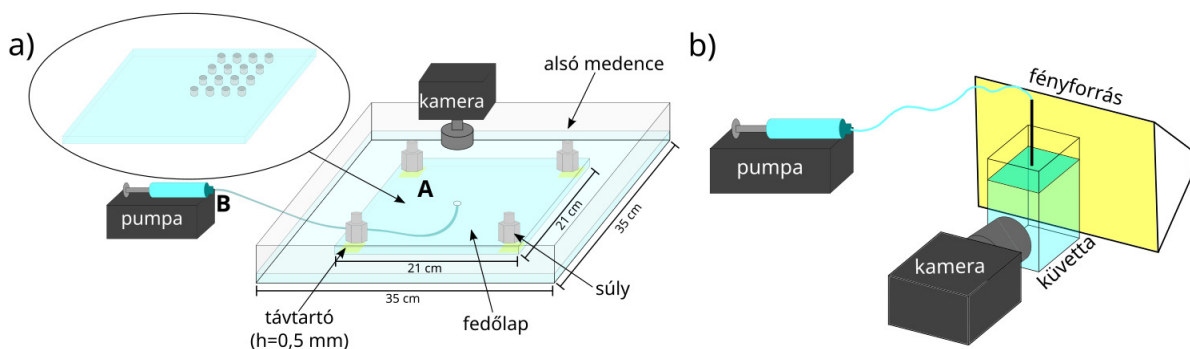 a)
alsó medence
kamera
A
B
pumpa
21 cm
35 cm
21 cm
35 cm
távtartó
(h=0,5 mm)
fedőlap
súly
b)
fényforrás
pumpa
kamera
küvetta